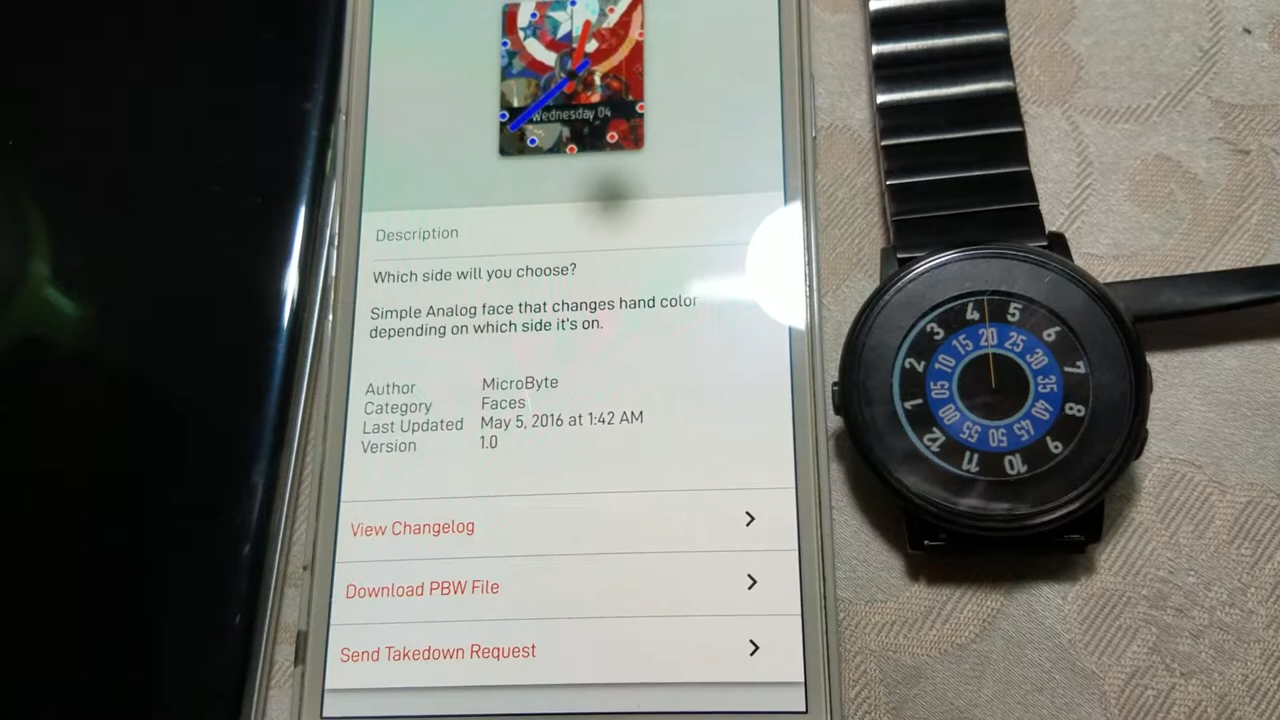 Wednesday 04
Description
Which side will you choose?
Simple Analog face that changes hand color
depending on which side it's on.
Author MicroByte
Category Faces
Last Updated May 5, 2016 at 1:42 AM
Version 1.0
View Changelog
Download PBW File
Send Takedown Request
4 5 6 7 8 9 10 11 12 1 2 3
20 25 30 35 40 45 50 55 00 05 10 15